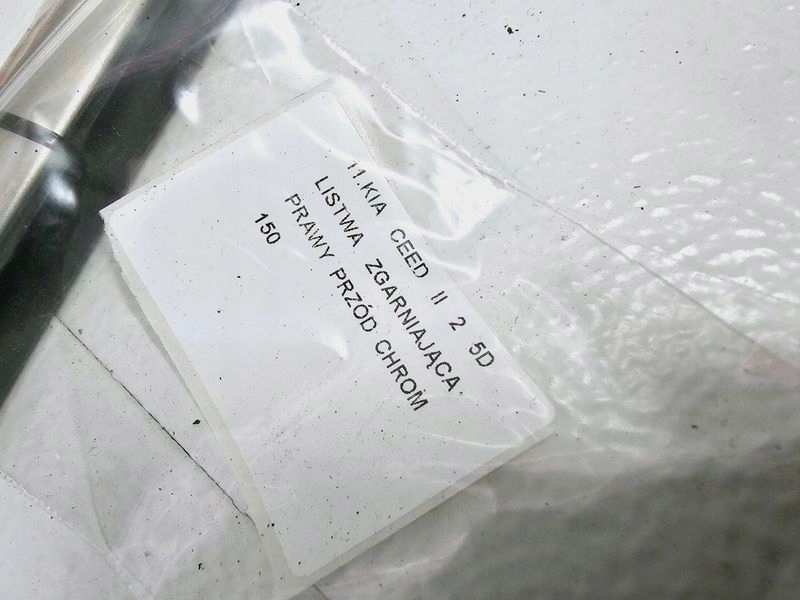 11.KIA CEED II 2 5D
LISTWA ZGARNIAJĄCA
PRAWY PRZÓD CHROM
150